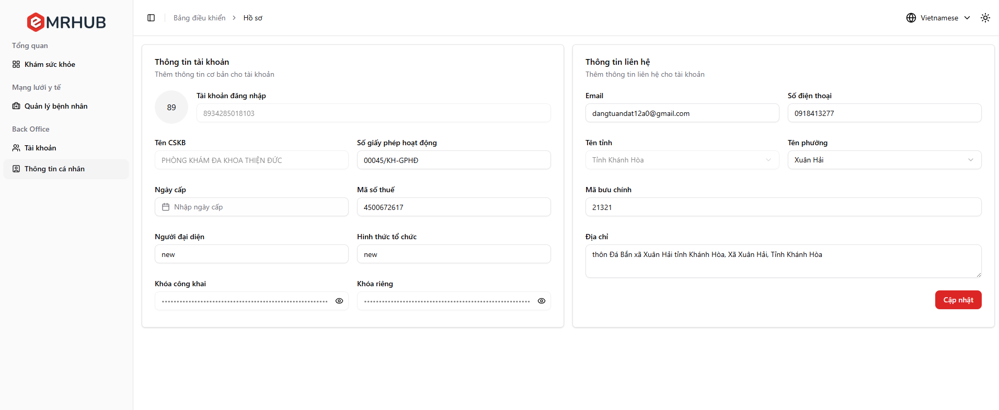 eMRHUB
Tổng quan
Khám sức khỏe
Mạng lưới y tế
Quản lý bệnh nhân
Back Office
Tài khoản
Thông tin cá nhân
Bảng điều khiển > Hồ sơ
Vietnamese
Thông tin tài khoản
Thêm thông tin cơ bản cho tài khoản
89
Tài khoản đăng nhập
8934285018103
Tên CSKB
PHÒNG KHÁM ĐA KHOA THIỆN ĐỨC
Số giấy phép hoạt động
00045/KH-GPHĐ
Ngày cấp
Nhập ngày cấp
Mã số thuế
4500672617
Người đại diện
new
Hình thức tổ chức
new
Khóa công khai
Khóa riêng
Thông tin liên hệ
Thêm thông tin liên hệ cho tài khoản
Email
dangtuandat12a0@gmail.com
Số điện thoại
0918413277
Tên tỉnh
Tỉnh Khánh Hòa
Tên phường
Xuân Hải
Mã bưu chính
21321
Địa chỉ
thôn Đá Bắn xã Xuân Hải tỉnh Khánh Hòa, Xã Xuân Hải, Tỉnh Khánh Hòa
Cập nhật